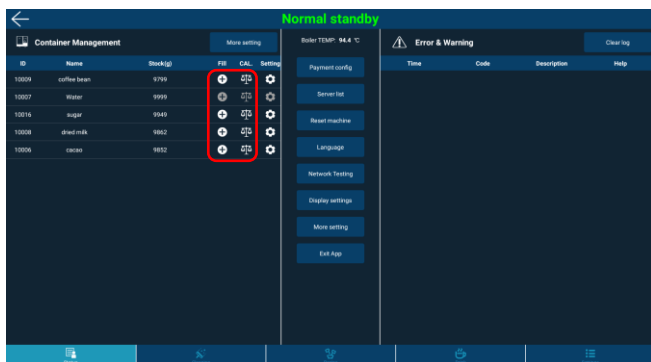 Normal standby
Container Management
More setting
ID Name Stock(g) Fill CAL. Setting
10009 coffee bean 9799
10007 Water 9999
10016 sugar 9949
10008 dried milk 9862
10006 cacao 9852
Boiler TEMP: 94.4 ℃
Payment config
Server list
Reset machine
Language
Network Testing
Display settings
More setting
Exit App
Error & Warning
Clear log
Time Code Description Help